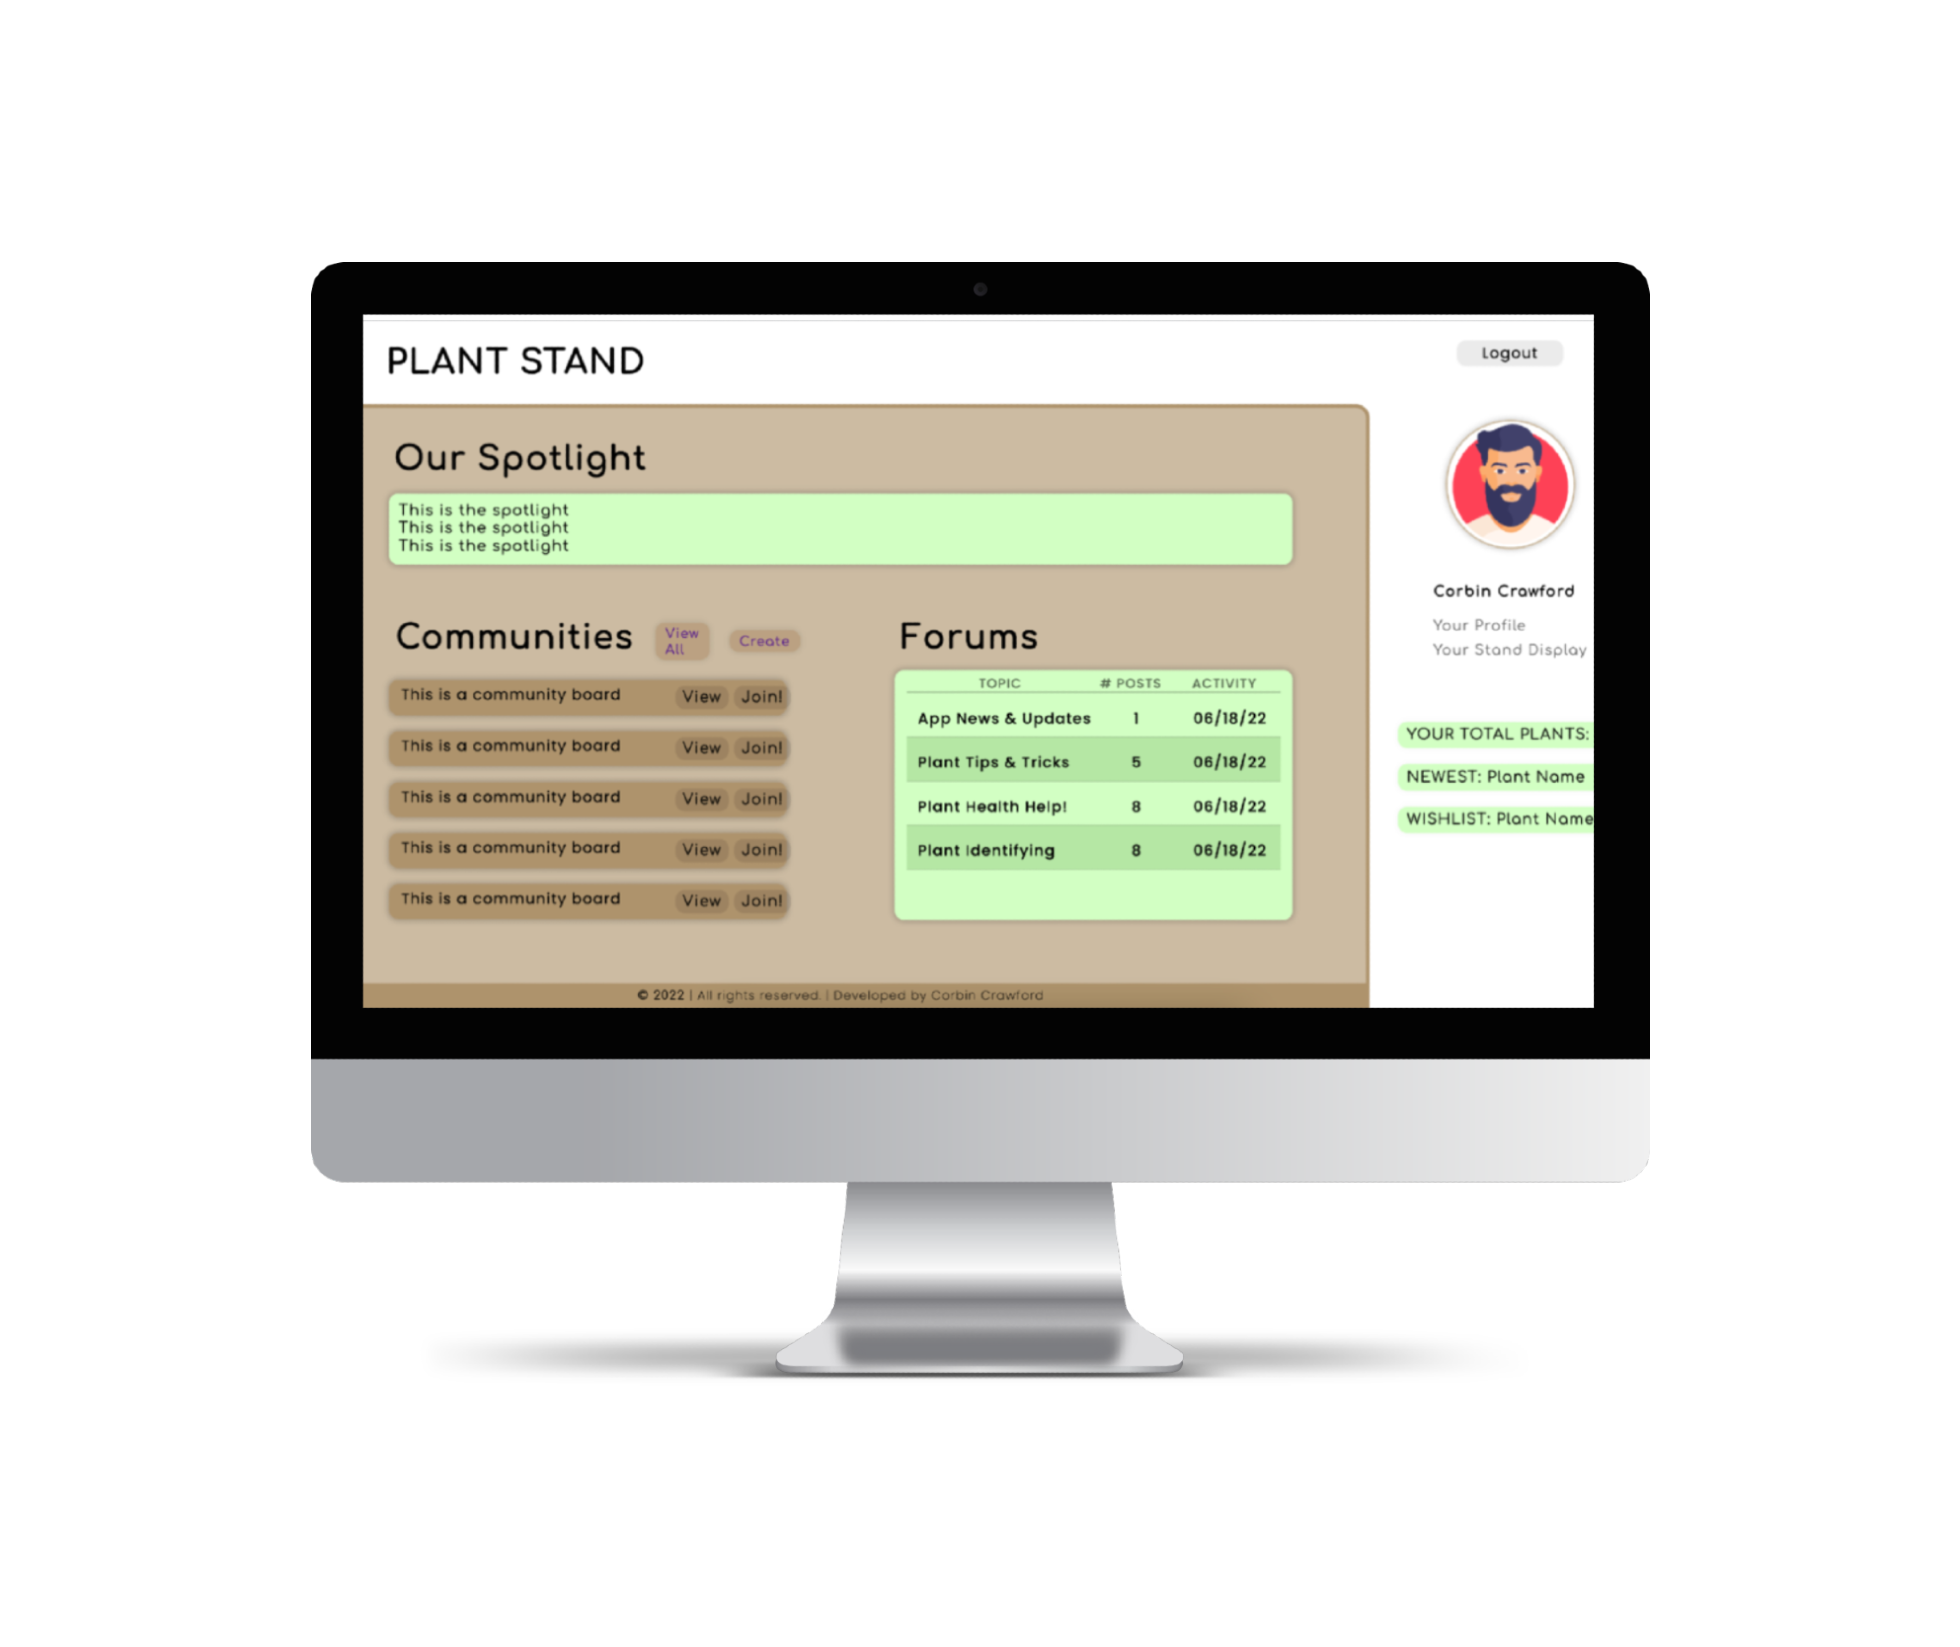 PLANT STAND
Logout
Our Spotlight
This is the spotlight
This is the spotlight
This is the spotlight
Communities
View
All
Create
This is a community board View Join!
This is a community board View Join!
This is a community board View Join!
This is a community board View Join!
This is a community board View Join!
Forums
TOPIC # POSTS ACTIVITY
App News & Updates 1 06/18/22
Plant Tips & Tricks 5 06/18/22
Plant Health Help! 8 06/18/22
Plant Identifying 8 06/18/22
Corbin Crawford
Your Profile
Your Stand Display
YOUR TOTAL PLANTS:
NEWEST: Plant Name
WISHLIST: Plant Name
© 2022 | All rights reserved. | Developed by Corbin Crawford